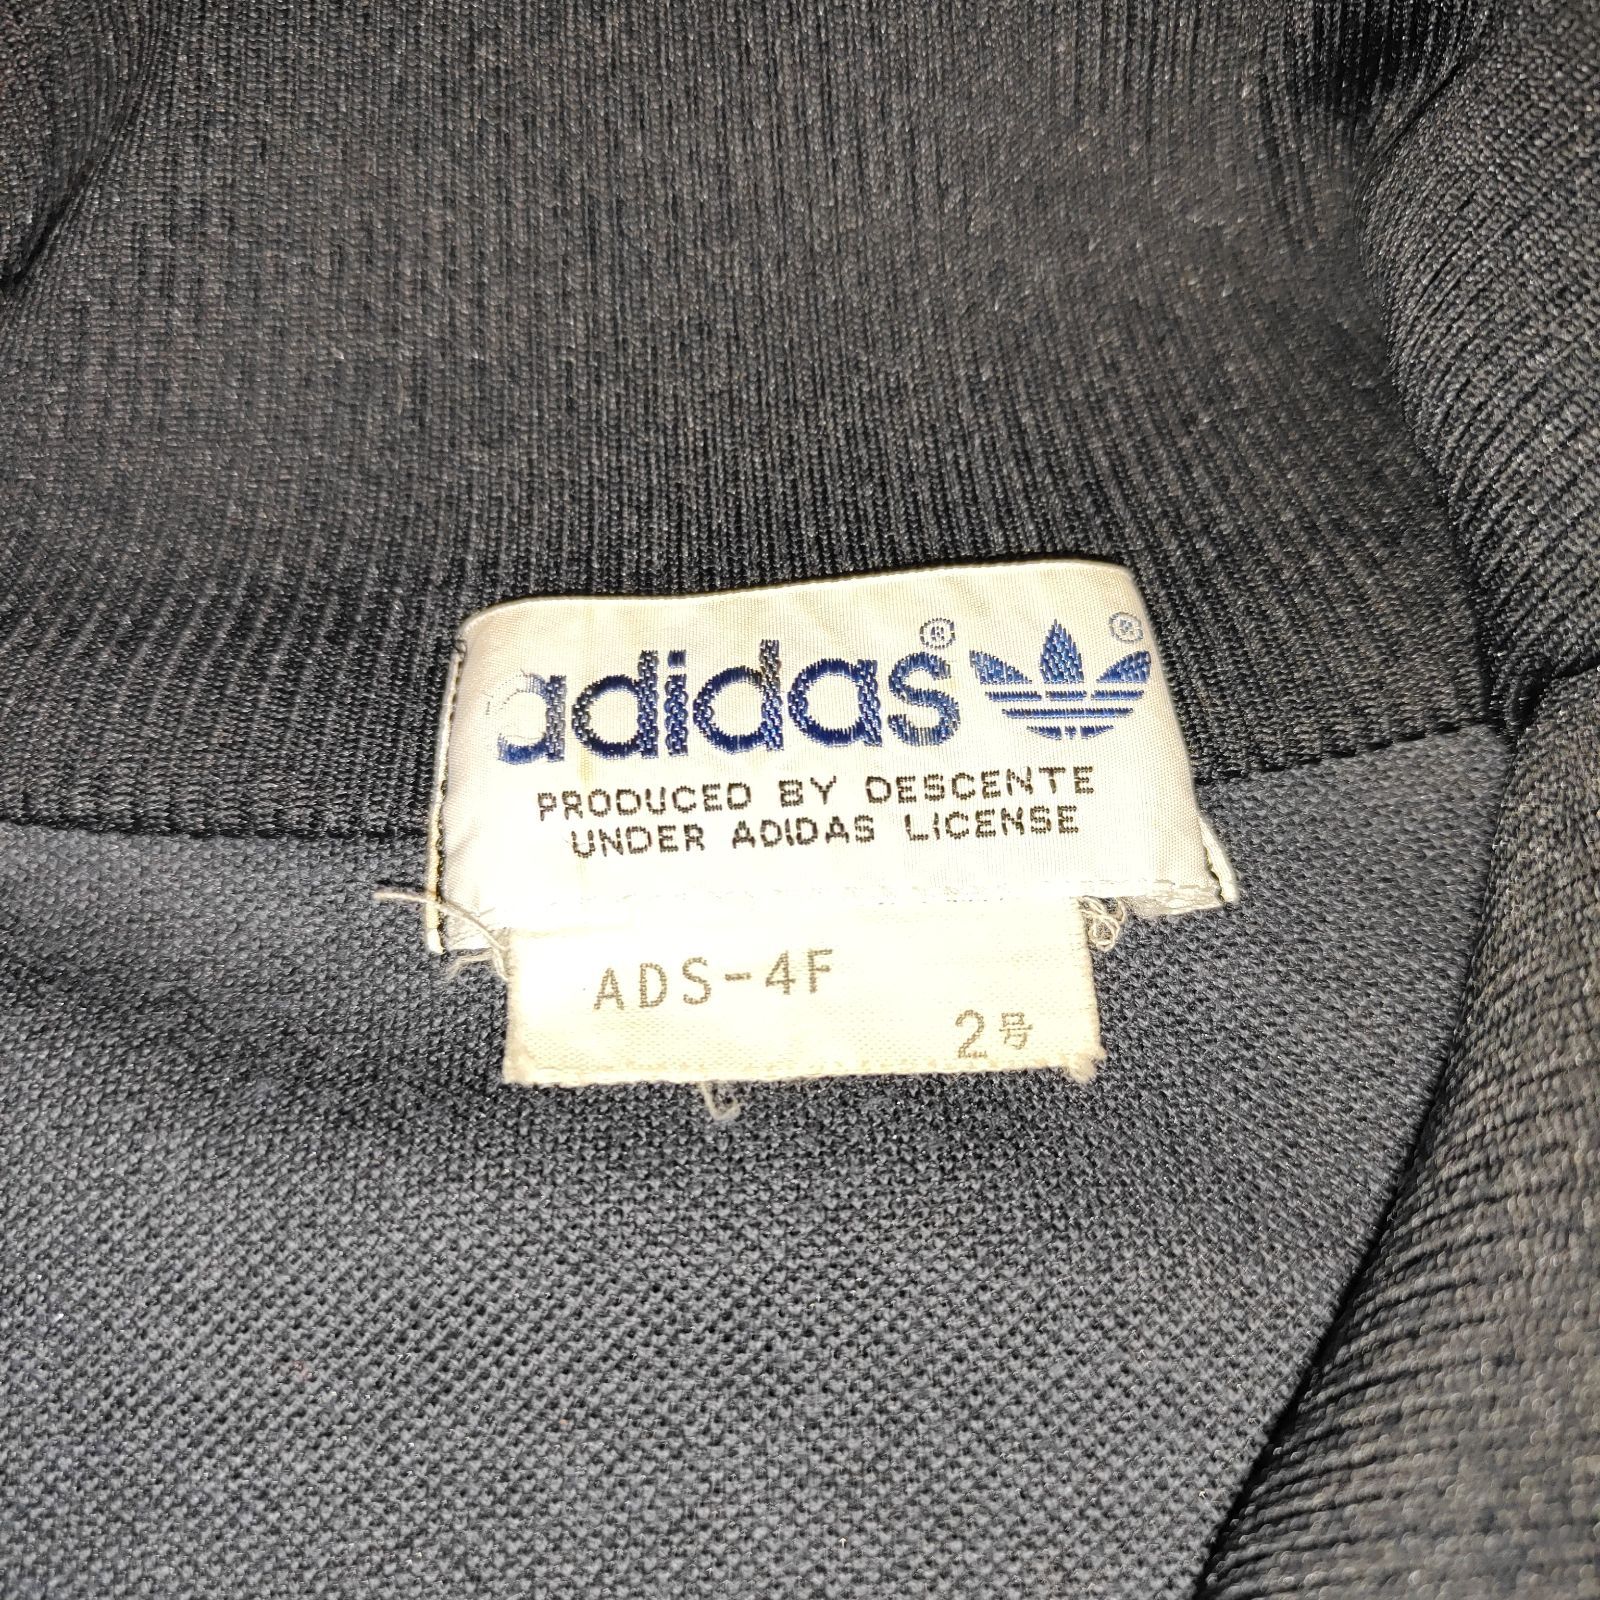 adidas® ®
PRODUCED BY DESCENTE
UNDER ADIDAS LICENSE
ADS-4F
2号